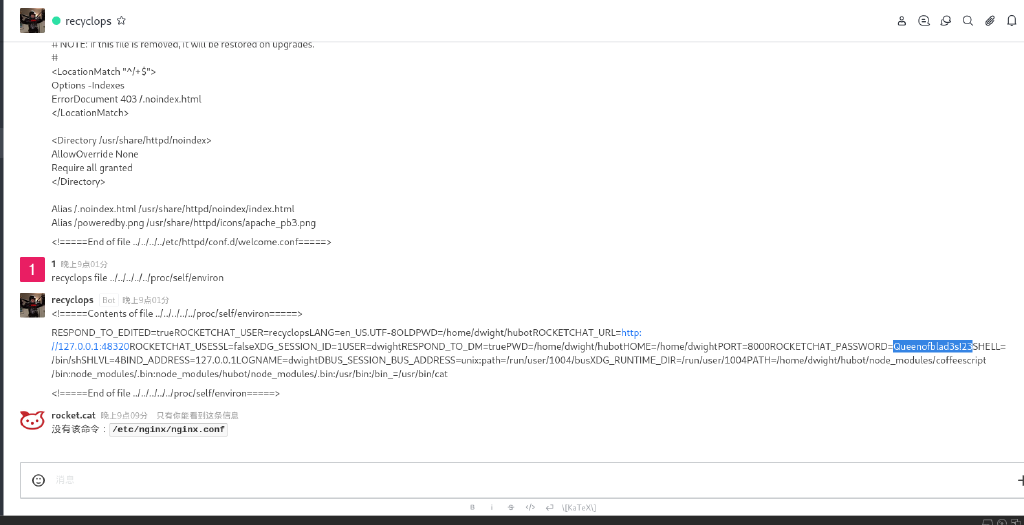 recyclops
# NOTE: if this file is removed, it will be restored on upgrades.
#
<LocationMatch "^/+$">
Options -Indexes
ErrorDocument 403 /.noindex.html
</LocationMatch>
<Directory /usr/share/httpd/noindex>
AllowOverride None
Require all granted
</Directory>
Alias /.noindex.html /usr/share/httpd/noindex/index.html
Alias /poweredby.png /usr/share/httpd/icons/apache_pb3.png
<!=====End of file ../../../../etc/httpd/conf.d/welcome.conf=====>
1 1 晚上9点01分
recyclops file ../../../../../proc/self/environ
recyclops Bot 晚上9点01分
<!=====Contents of file ../../../../../proc/self/environ=====>
RESPOND_TO_EDITED=trueROCKETCHAT_USER=recyclopsLANG=en_US.UTF-8OLDPWD=/home/dwight/hubotROCKETCHAT_URL=http:
//127.0.0.1:48320ROCKETCHAT_USESSL=falseXDG_SESSION_ID=1USER=dwightRESPOND_TO_DM=truePWD=/home/dwight/hubotHOME=/home/dwightPORT=8000ROCKETCHAT_PASSWORD=Queenofblad3s!23SHELL=
/bin/shSHLVL=4BIND_ADDRESS=127.0.0.1LOGNAME=dwightDBUS_SESSION_BUS_ADDRESS=unix:path=/run/user/1004/busXDG_RUNTIME_DIR=/run/user/1004PATH=/home/dwight/hubot/node_modules/coffeescript
/bin:node_modules/.bin:node_modules/hubot/node_modules/.bin:/usr/bin:/bin_=/usr/bin/cat
<!=====End of file ../../../../../proc/self/environ=====>
rocket.cat 晚上9点09分 只有你能看到这条信息
没有该命令：/etc/nginx/nginx.conf
消息
B i S </> \[KaTeX\]